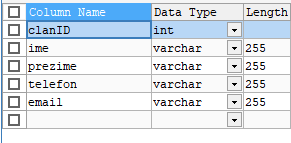 Column Name Data Type Length
clanID int
ime varchar 255
prezime varchar 255
telefon varchar 255
email varchar 255